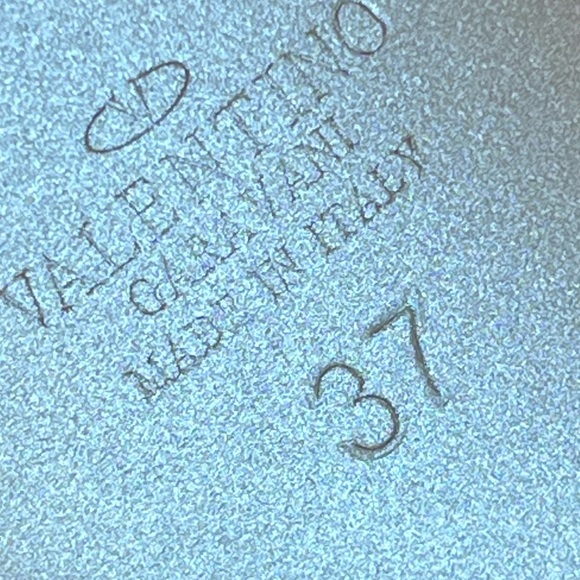 VALENTINO
GARAVANI
MADE IN ITALY
37